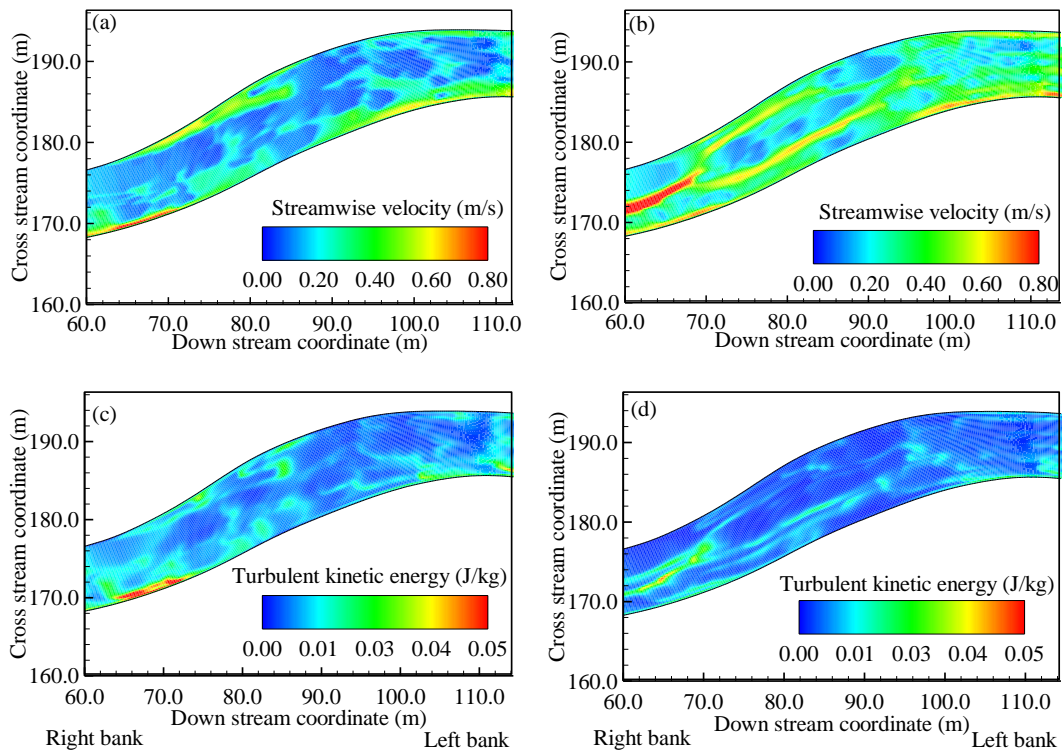 (a)
Cross stream coordinate (m)
190.0
180.0
170.0
160.0
Streamwise velocity (m/s)
0.00 0.20 0.40 0.60 0.80
60.0 70.0 80.0 90.0 100.0 110.0
Down stream coordinate (m)
(b)
Cross stream coordinate (m)
190.0
180.0
170.0
160.0
Streamwise velocity (m/s)
0.00 0.20 0.40 0.60 0.80
60.0 70.0 80.0 90.0 100.0 110.0
Down stream coordinate (m)
(c)
Cross stream coordinate (m)
190.0
180.0
170.0
160.0
Turbulent kinetic energy (J/kg)
0.00 0.01 0.03 0.04 0.05
60.0 70.0 80.0 90.0 100.0 110.0
Down stream coordinate (m)
Right bank Left bank
(d)
Cross stream coordinate (m)
190.0
180.0
170.0
160.0
Turbulent kinetic energy (J/kg)
0.00 0.01 0.03 0.04 0.05
60.0 70.0 80.0 90.0 100.0 110.0
Down stream coordinate (m)
Right bank Left bank